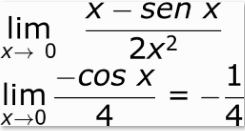 lim x→ 0 x − sen x / 2x²
lim x→0 −cos x / 4 = − 1 / 4